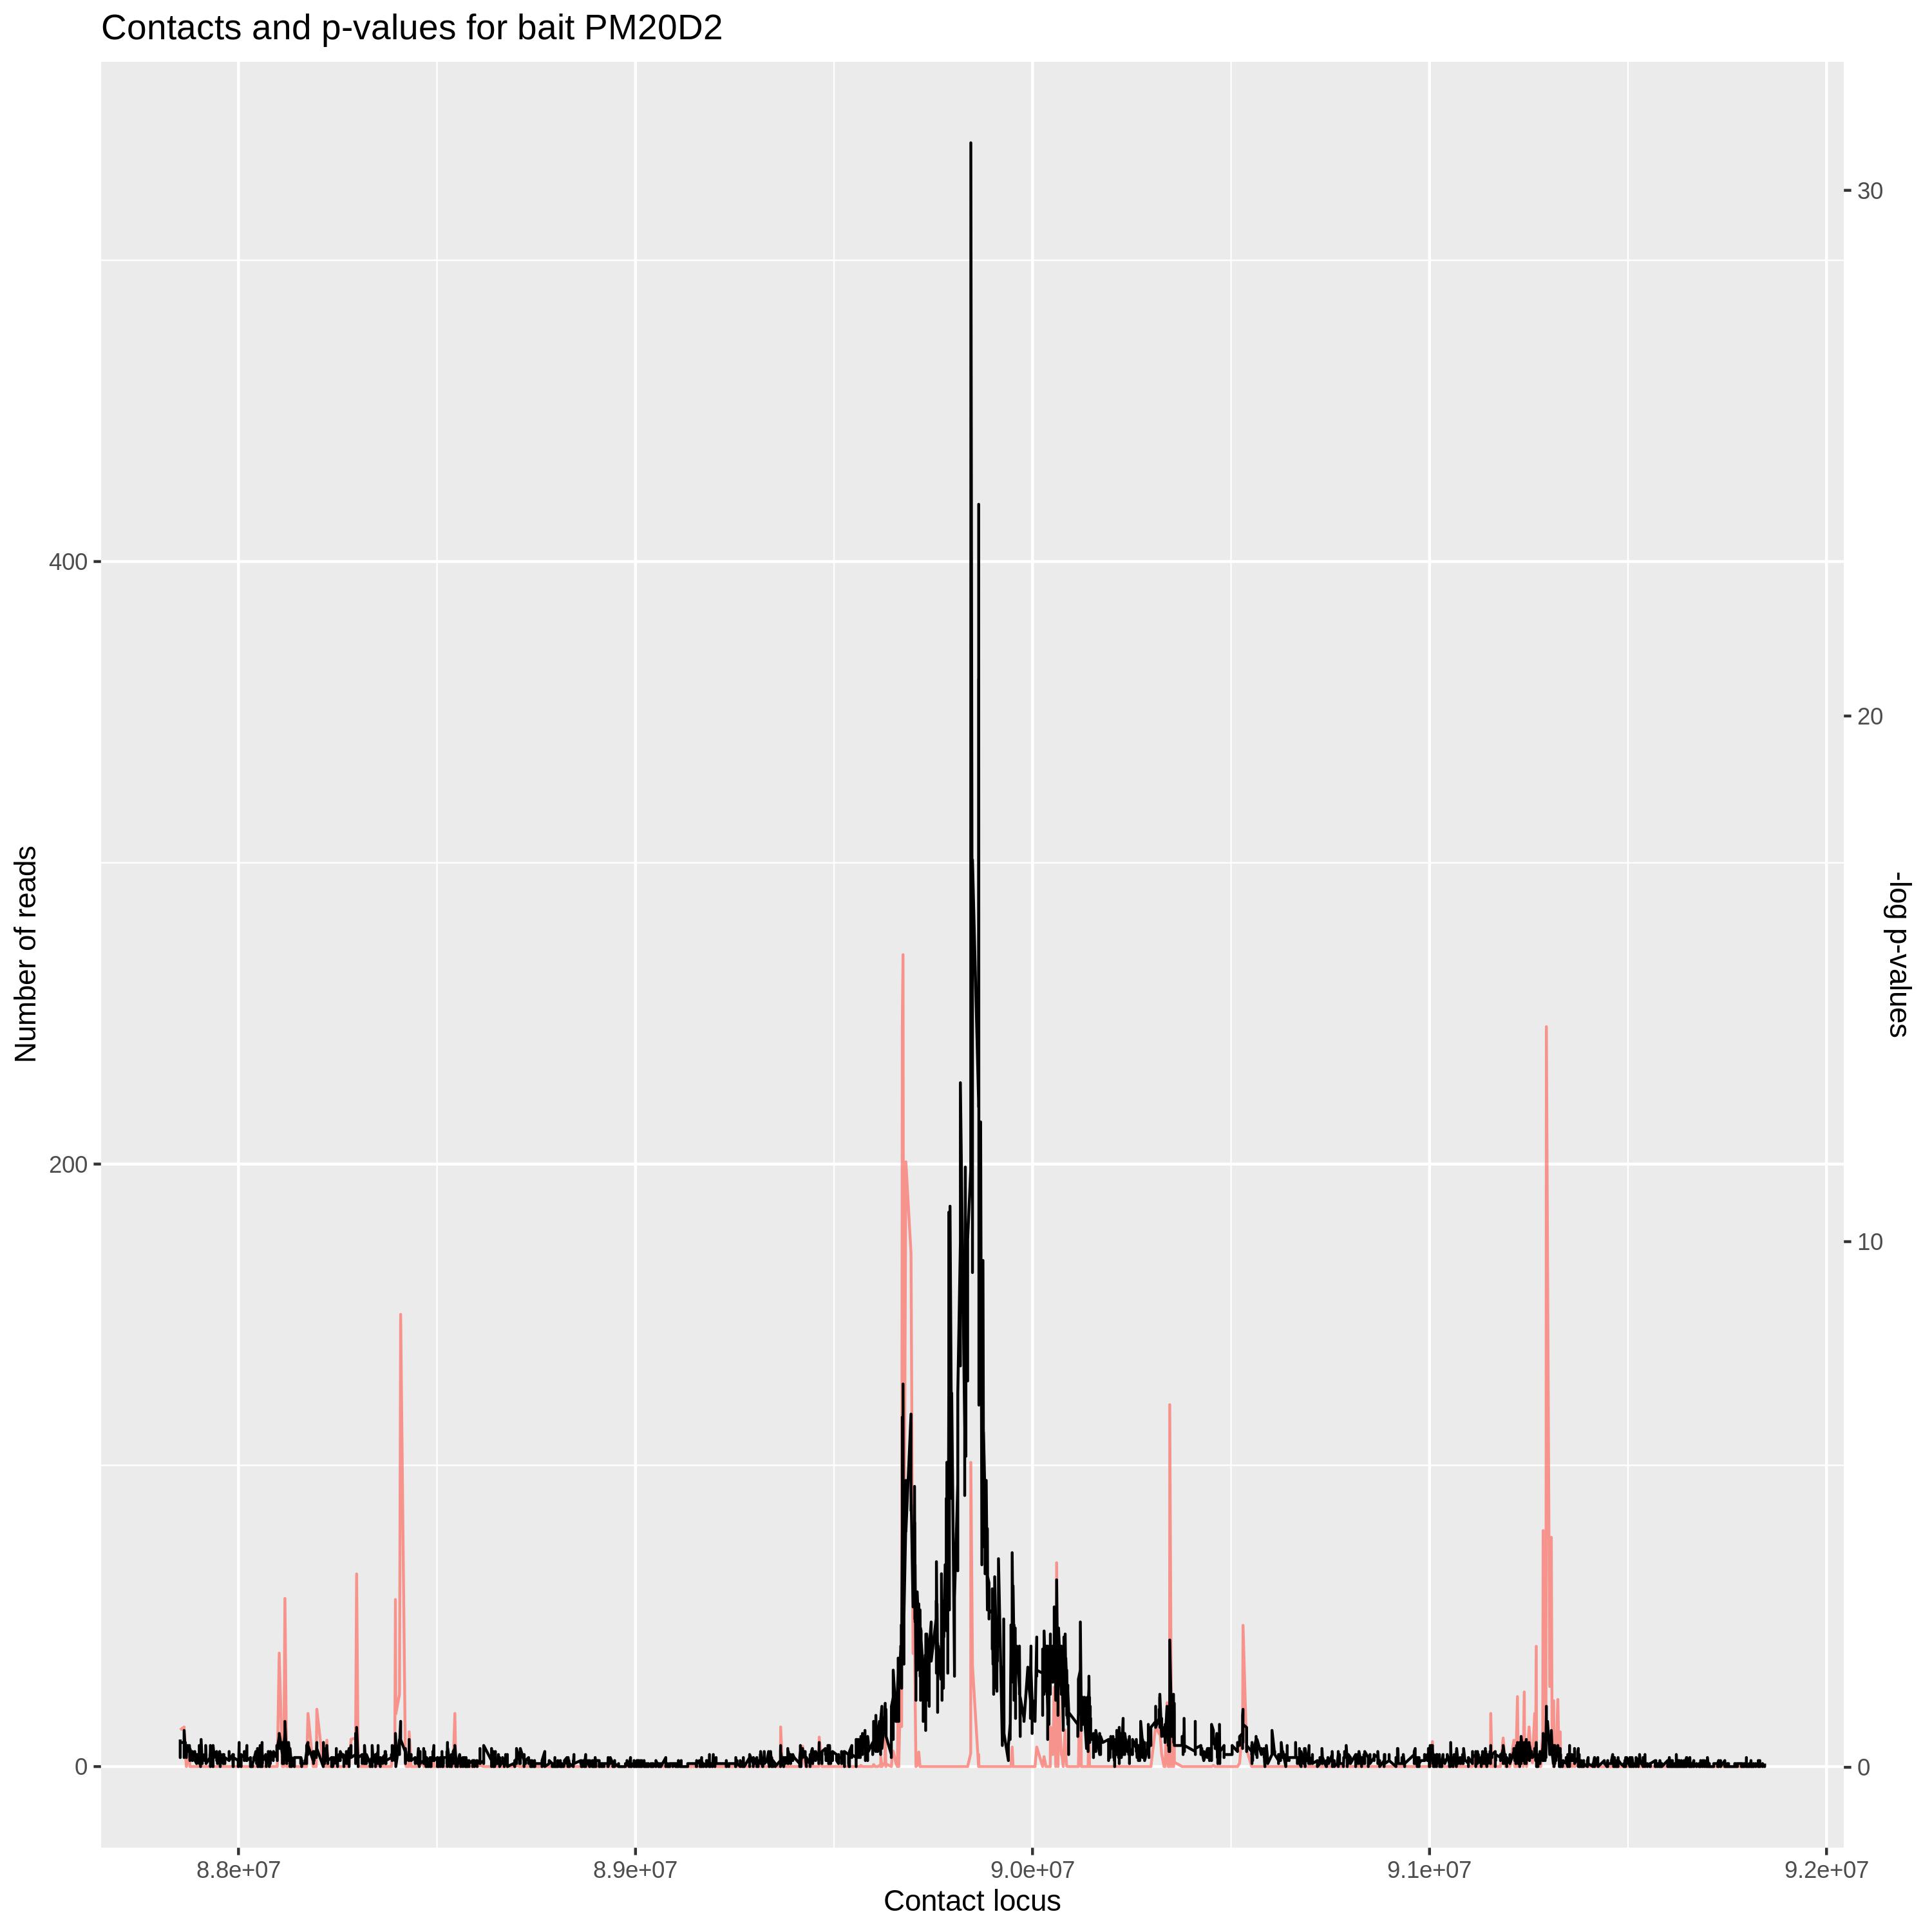 Contacts and p-values for bait PM20D2
Number of reads
400
200
0
30
20
10
0
-log p-values
8.8e+07
8.9e+07
9.0e+07
9.1e+07
9.2e+07
Contact locus